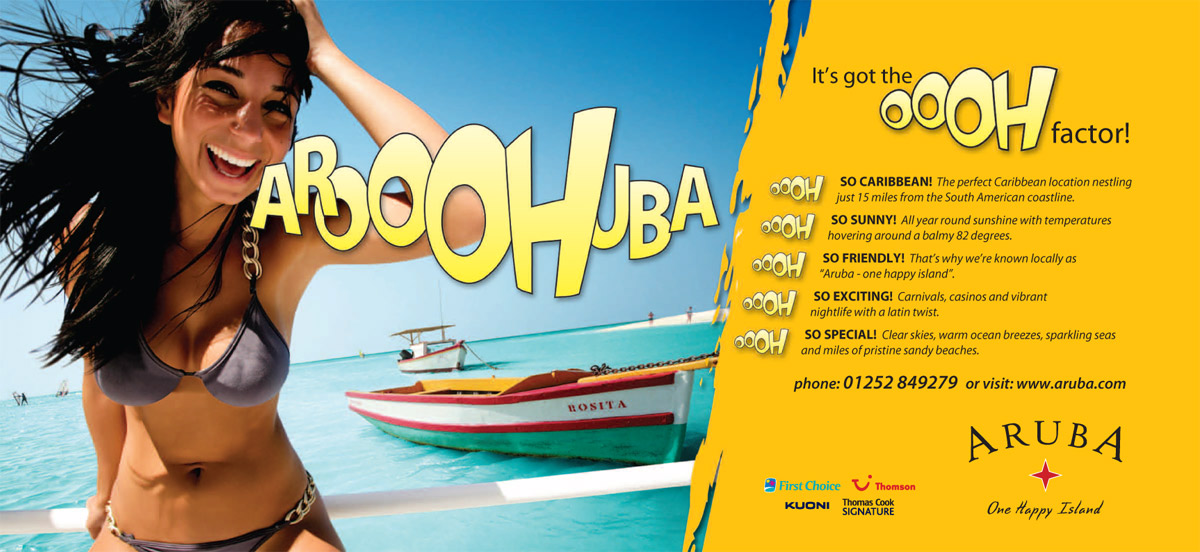 AROOOHUBA
ROSITA
It's got the
OOOH
factor!
OOOH SO CARIBBEAN! The perfect Caribbean location nestling
just 15 miles from the South American coastline.
OOOH SO SUNNY! All year round sunshine with temperatures
hovering around a balmy 82 degrees.
OOOH SO FRIENDLY! That's why we're known locally as
"Aruba - one happy island".
OOOH SO EXCITING! Carnivals, casinos and vibrant
nightlife with a latin twist.
OOOH SO SPECIAL! Clear skies, warm ocean breezes, sparkling seas
and miles of pristine sandy beaches.
phone: 01252 849279 or visit: www.aruba.com
ARUBA
One Happy Island
First Choice Thomson
KUONI Thomas Cook
SIGNATURE